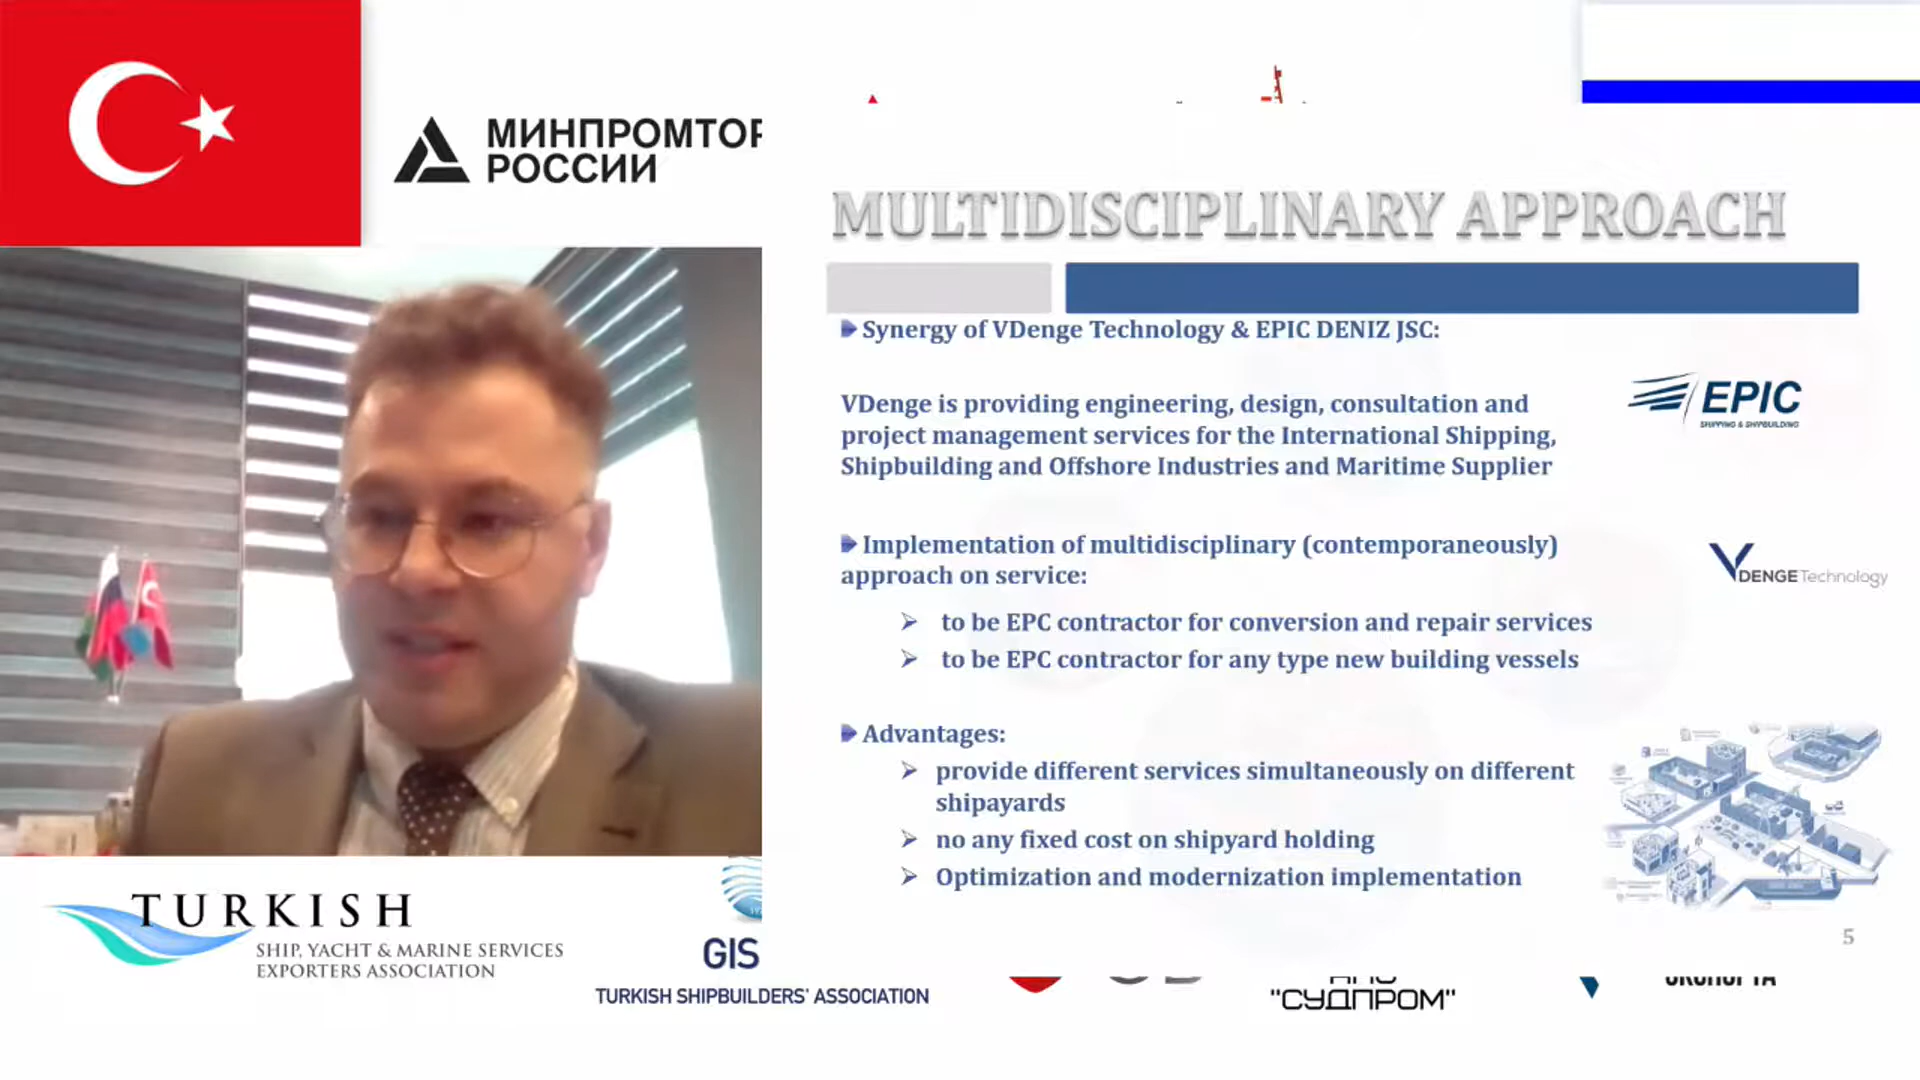 МИНПРОМТОР
РОССИИ
MULTIDISCIPLINARY APPROACH
Synergy of VDenge Technology & EPIC DENIZ JSC:
VDenge is providing engineering, design, consultation and
project management services for the International Shipping,
Shipbuilding and Offshore Industries and Maritime Supplier
EPIC
SHIPPING & SHIPBUILDING
Implementation of multidisciplinary (contemporaneously)
approach on service:
VDENGE Technology
to be EPC contractor for conversion and repair services
to be EPC contractor for any type new building vessels
Advantages:
provide different services simultaneously on different
shipayards
no any fixed cost on shipyard holding
Optimization and modernization implementation
5
TURKISH
SHIP, YACHT & MARINE SERVICES
EXPORTERS ASSOCIATION
GIS
TURKISH SHIPBUILDERS' ASSOCIATION
"СУДПРОМ"